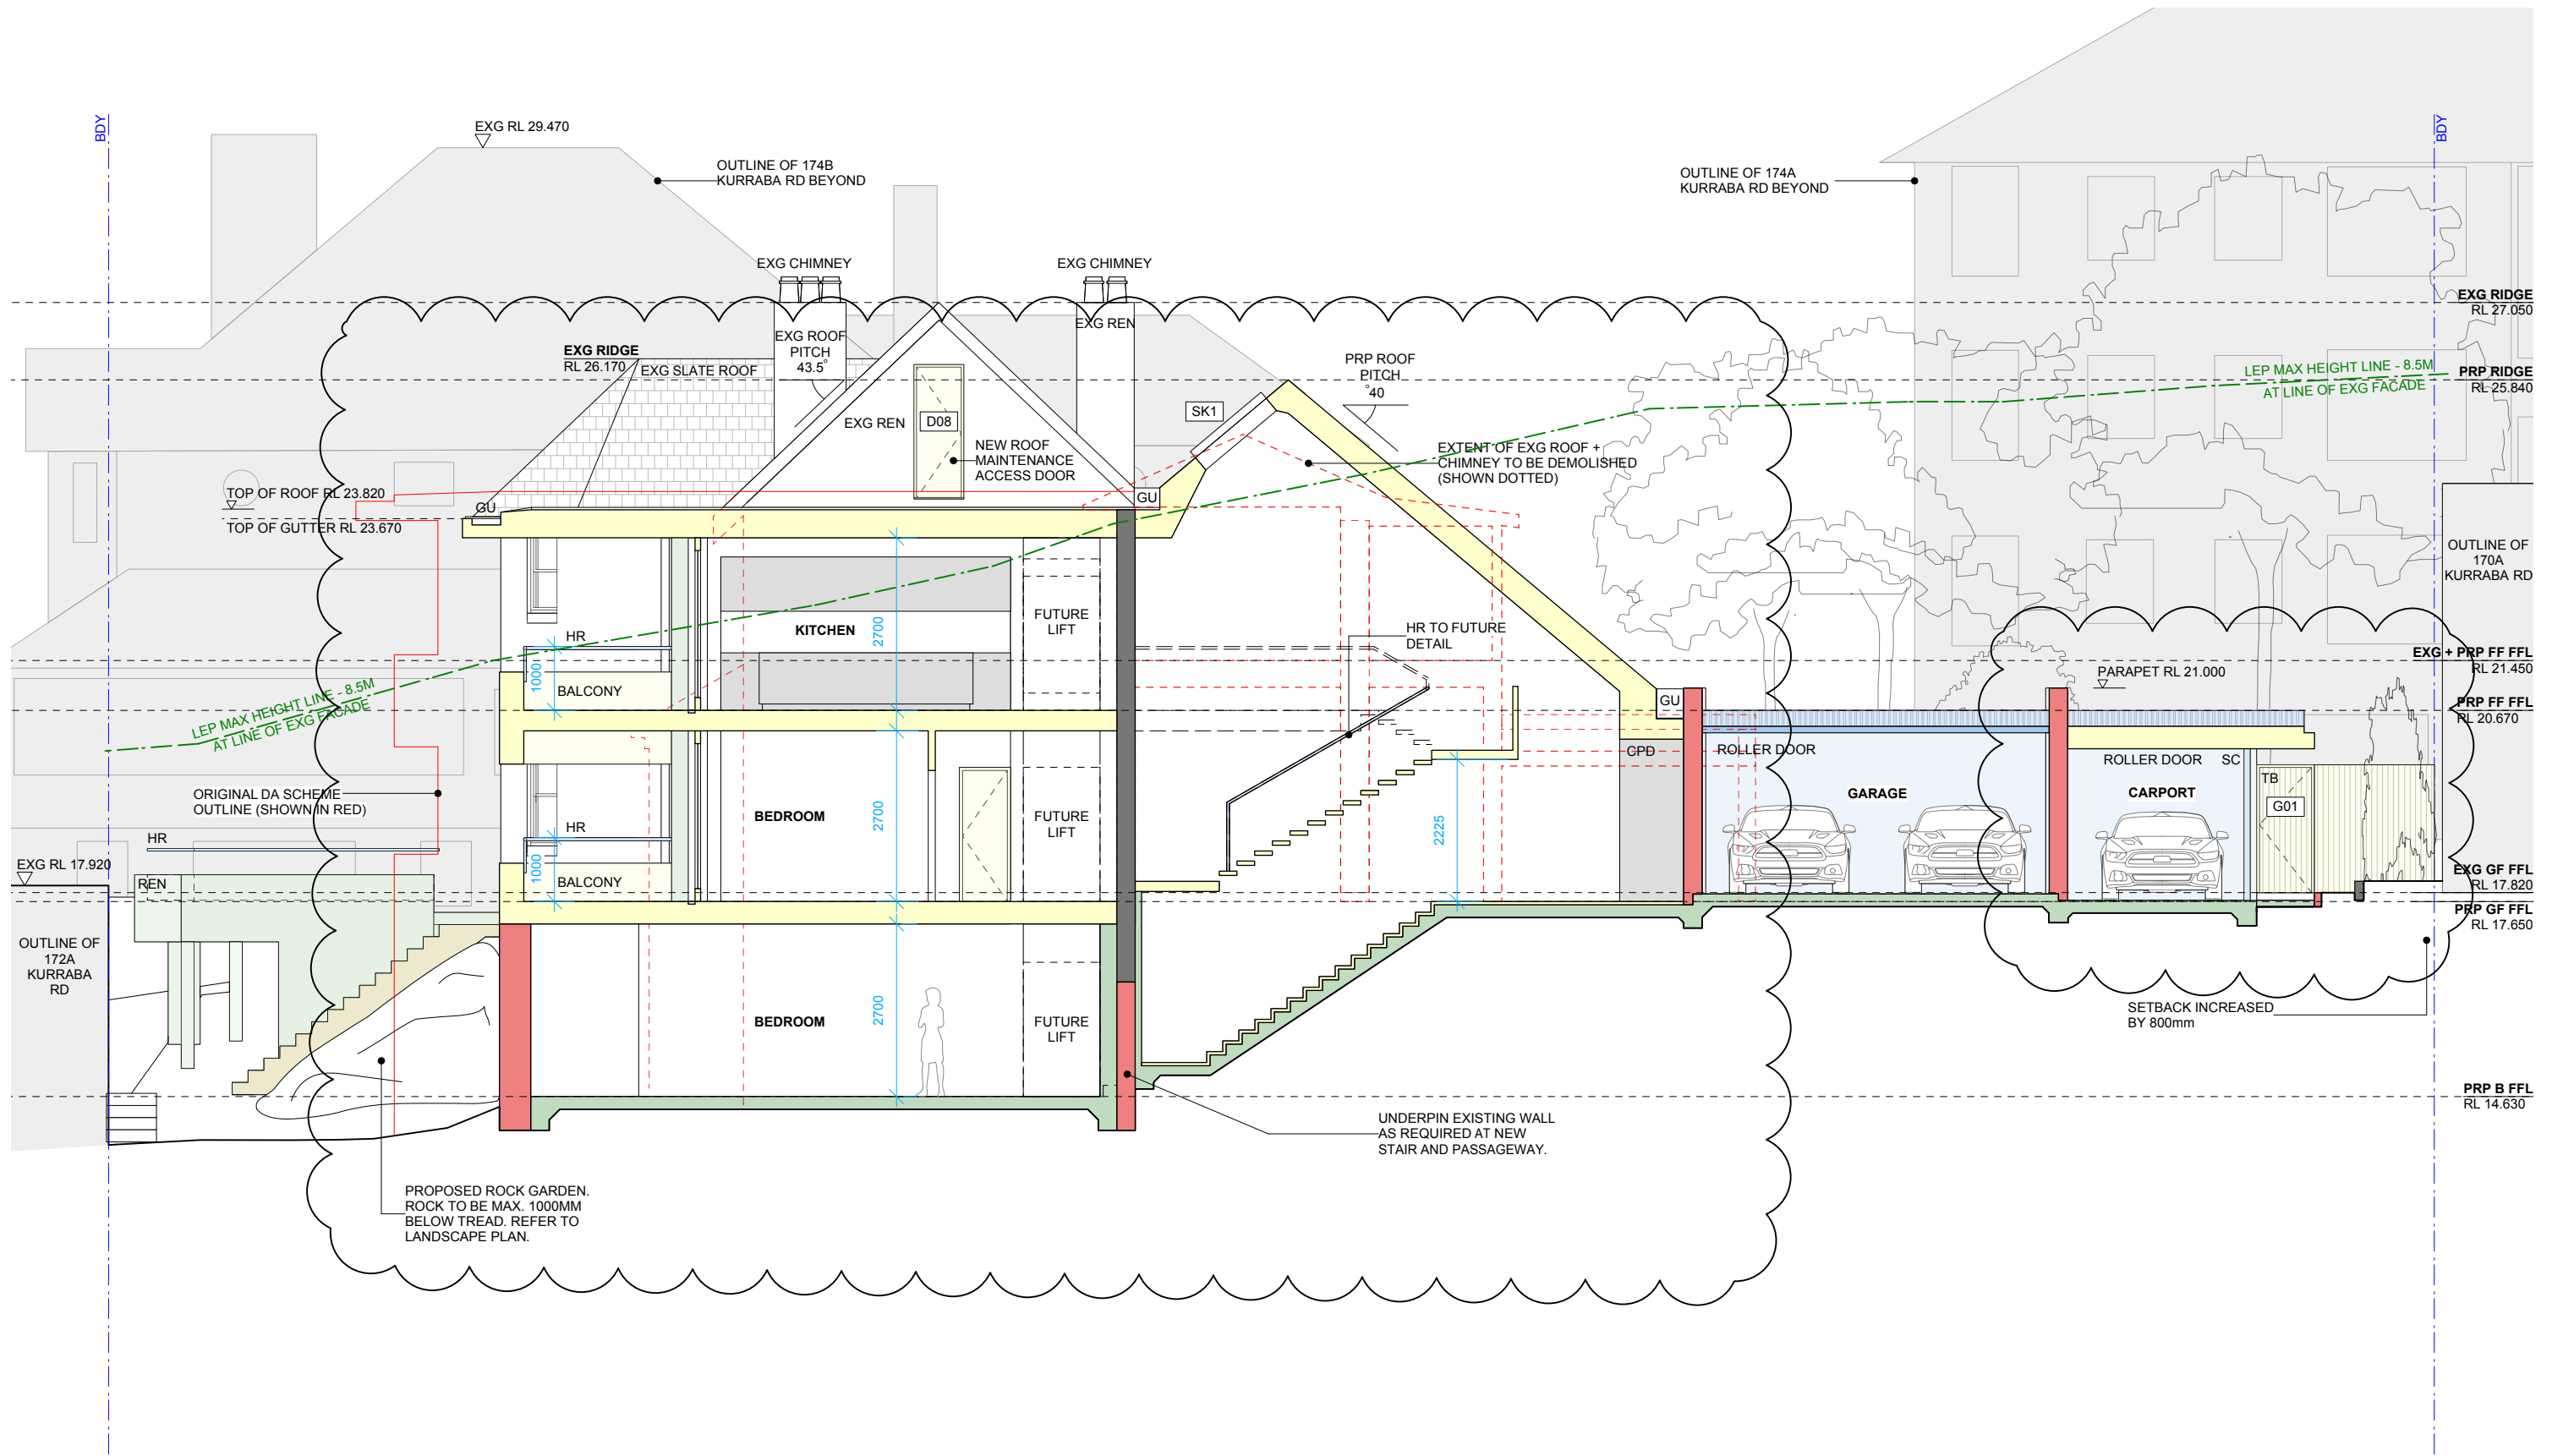 BDY
EXG RL 29.470
OUTLINE OF 174B
KURRABA RD BEYOND
OUTLINE OF 174A
KURRABA RD BEYOND
BDY
EXG CHIMNEY
EXG CHIMNEY
EXG RIDGE
RL 27.050
EXG REN
EXG ROOF
PITCH
43.5°
EXG RIDGE
RL 26.170
EXG SLATE ROOF
PRP ROOF
PITCH
°40
LEP MAX HEIGHT LINE - 8.5M
AT LINE OF EXG FACADE
PRP RIDGE
RL 25.840
SK1
EXG REN
D08
NEW ROOF
MAINTENANCE
ACCESS DOOR
EXTENT OF EXG ROOF +
CHIMNEY TO BE DEMOLISHED
(SHOWN DOTTED)
TOP OF ROOF RL 23.820
TOP OF GUTTER RL 23.670
GU
GU
OUTLINE OF
170A
KURRABA RD
KITCHEN
2700
FUTURE
LIFT
HR
1000
BALCONY
HR TO FUTURE
DETAIL
EXG + PRP FF FFL
RL 21.450
PARAPET RL 21.000
GU
PRP FF FFL
RL 20.670
LEP MAX HEIGHT LINE - 8.5M
AT LINE OF EXG FACADE
CPD
ROLLER DOOR
ROLLER DOOR
SC
TB
G01
GARAGE
CARPORT
ORIGINAL DA SCHEME
OUTLINE (SHOWN IN RED)
HR
HR
1000
BALCONY
BEDROOM
2700
FUTURE
LIFT
2225
EXG RL 17.920
REN
EXG GF FFL
RL 17.820
PRP GF FFL
RL 17.650
OUTLINE OF
172A
KURRABA
RD
BEDROOM
2700
FUTURE
LIFT
SETBACK INCREASED
BY 800mm
PRP B FFL
RL 14.630
UNDERPIN EXISTING WALL
AS REQUIRED AT NEW
STAIR AND PASSAGEWAY.
PROPOSED ROCK GARDEN.
ROCK TO BE MAX. 1000MM
BELOW TREAD. REFER TO
LANDSCAPE PLAN.